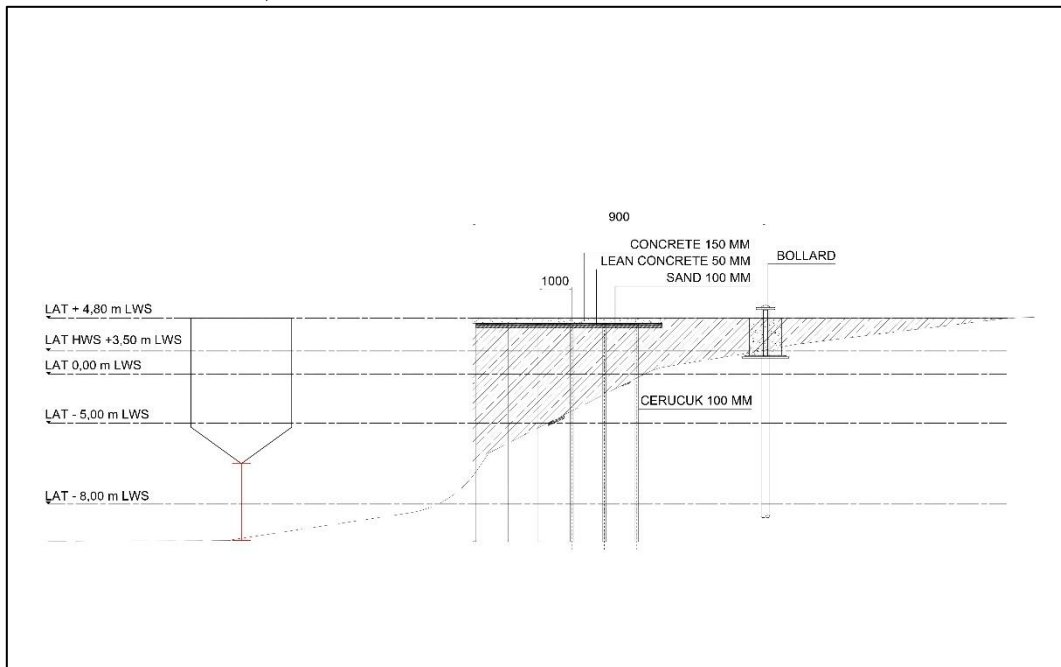 900
CONCRETE 150 MM
LEAN CONCRETE 50 MM
BOLLARD
SAND 100 MM
1000
LAT + 4,80 m LWS
LAT HWS +3,50 m LWS
LAT 0,00 m LWS
CERUCUK 100 MM
LAT - 5,00 m LWS
LAT - 8,00 m LWS